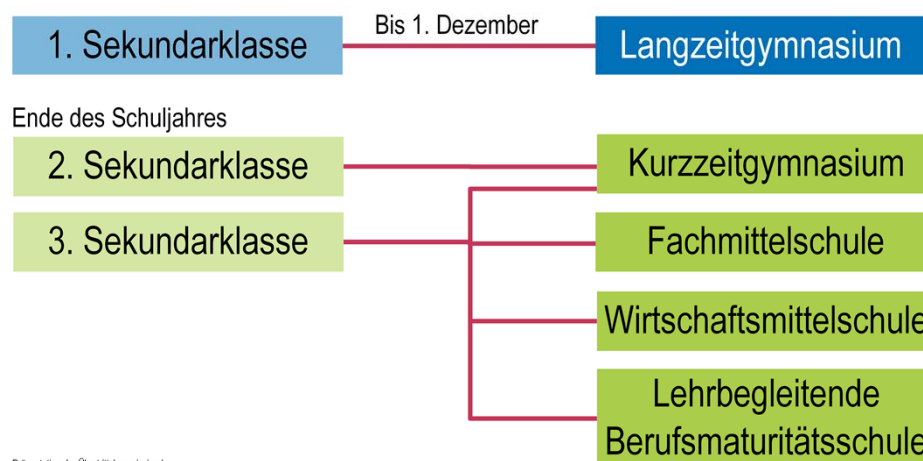 1. Sekundarklasse
Bis 1. Dezember
Langzeitgymnasium
Ende des Schuljahres
2. Sekundarklasse
Kurzzeitgymnasium
3. Sekundarklasse
Fachmittelschule
Wirtschaftsmittelschule
Lehrbegleitende
Berufsmaturitätsschule